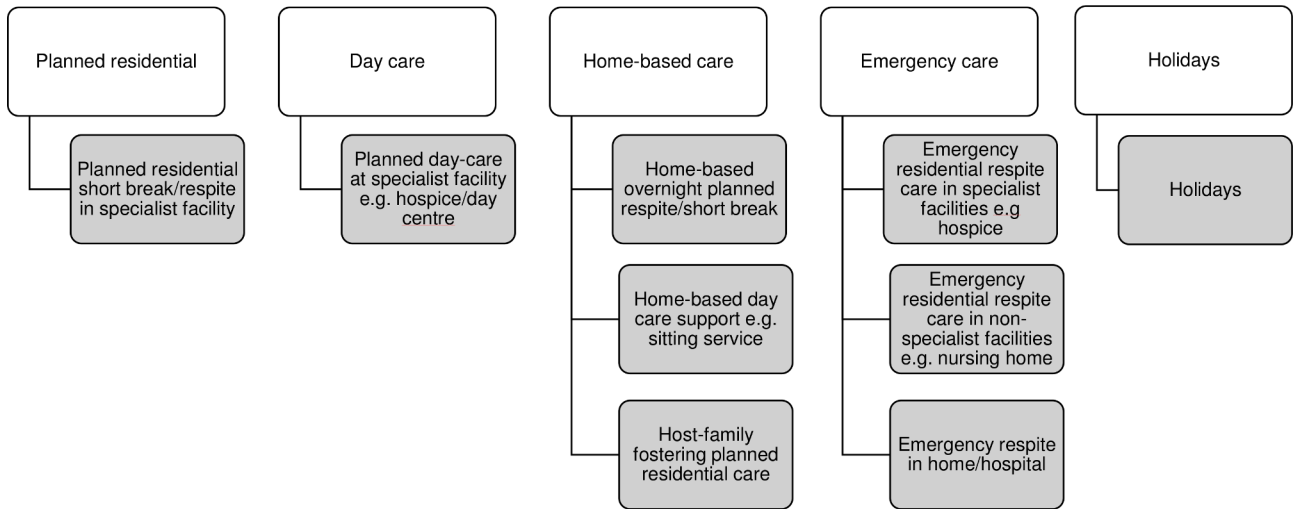 Planned residential
Planned residential
short break/respite
in specialist facility
Day care
Planned day-care
at specialist facility
e.g. hospice/day
centre
Home-based care
Home-based
overnight planned
respite/short break
Home-based day
care support e.g.
sitting service
Host-family
fostering planned
residential care
Emergency care
Emergency
residential respite
care in specialist
facilities e.g
hospice
Emergency
residential respite
care in non-
specialist facilities
e.g. nursing home
Emergency respite
in home/hospital
Holidays
Holidays